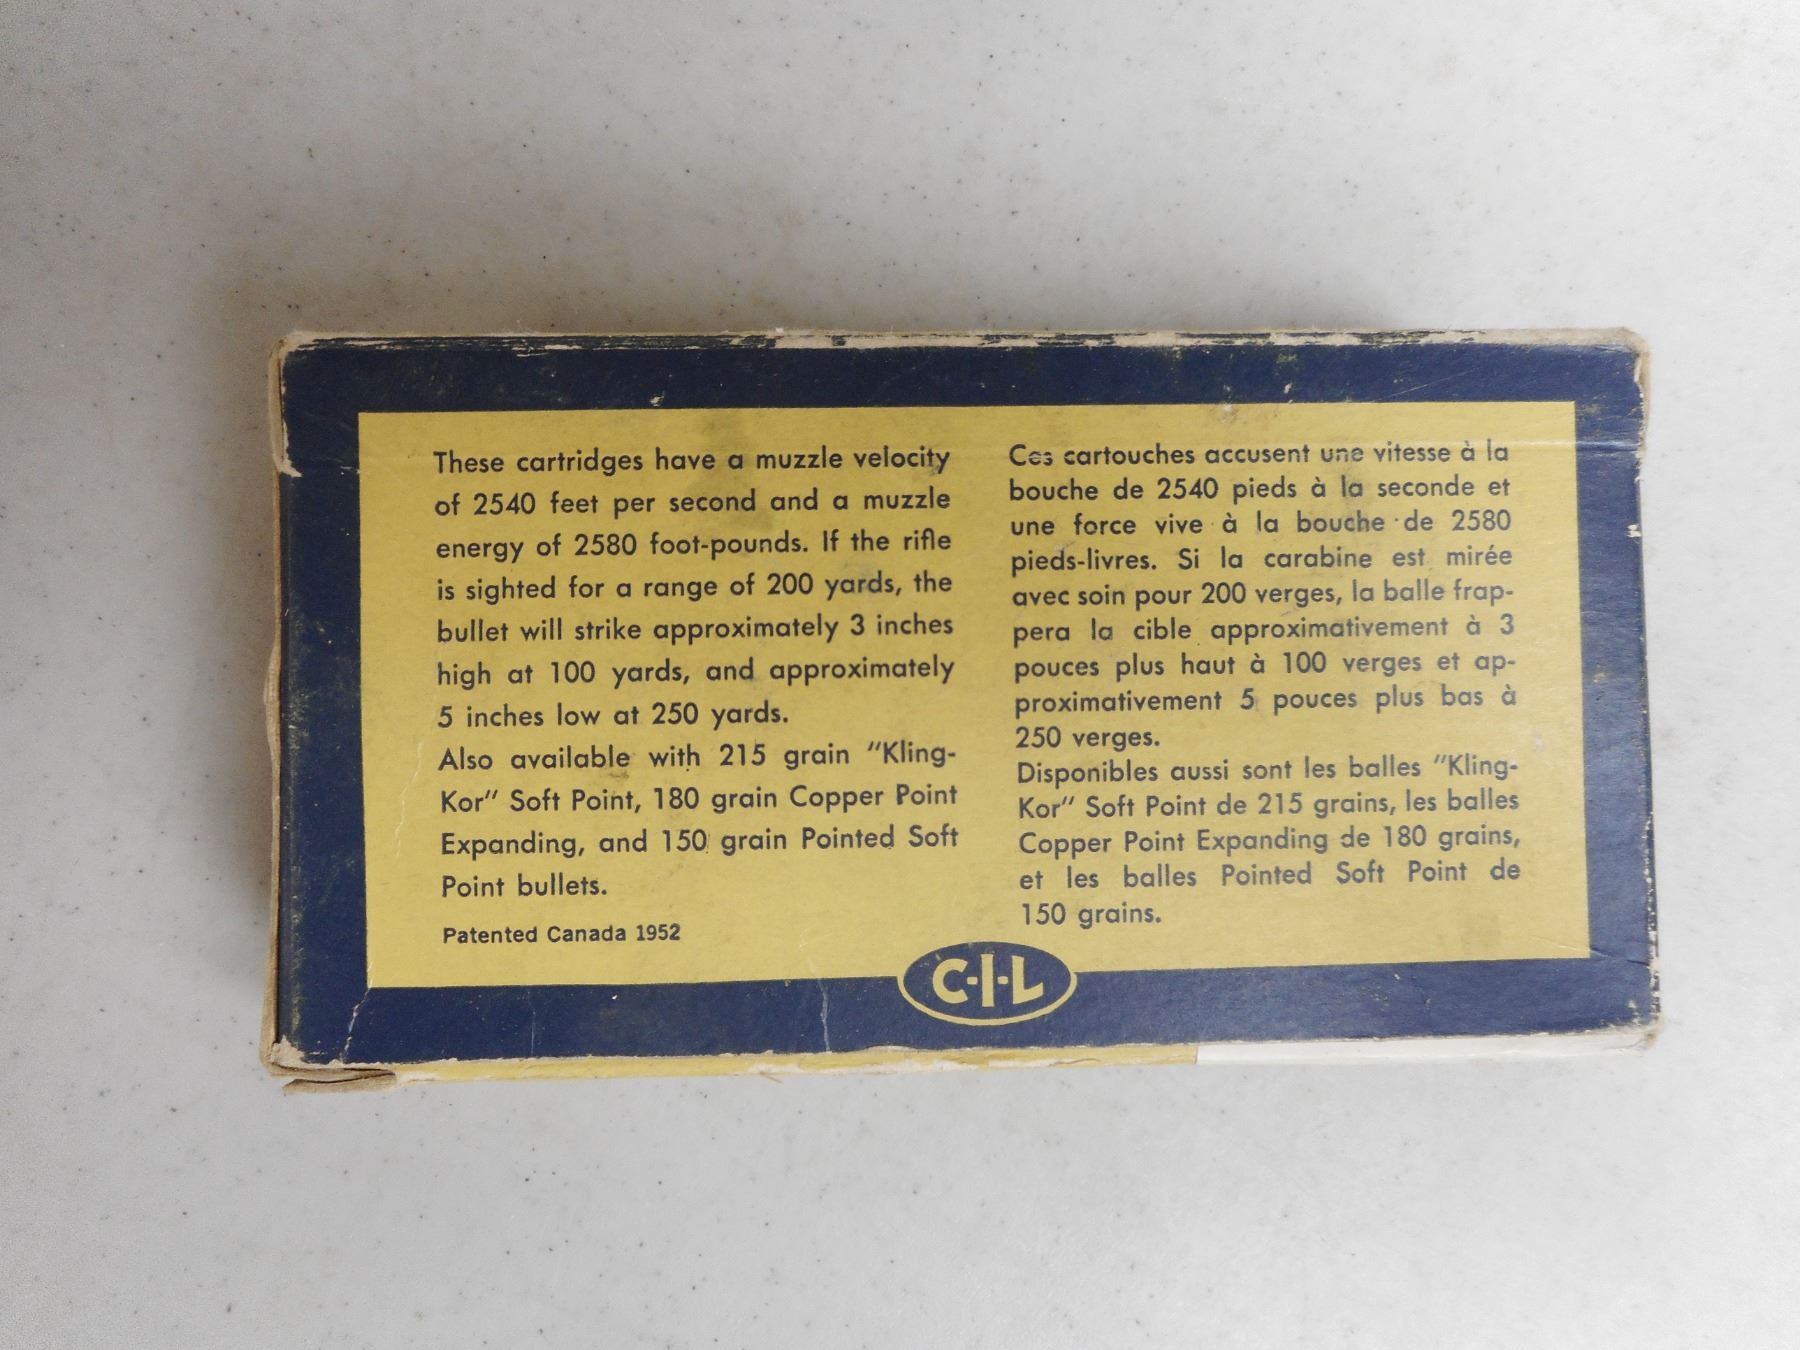 These cartridges have a muzzle velocity
of 2540 feet per second and a muzzle
energy of 2580 foot-pounds. If the rifle
is sighted for a range of 200 yards, the
bullet will strike approximately 3 inches
high at 100 yards, and approximately
5 inches low at 250 yards.
Also available with 215 grain "Kling-
Kor" Soft Point, 180 grain Copper Point
Expanding, and 150 grain Pointed Soft
Point bullets.
Patented Canada 1952
Ces cartouches accusent une vitesse à la
bouche de 2540 pieds à la seconde et
une force vive à la bouche de 2580
pieds-livres. Si la carabine est mirée
avec soin pour 200 verges, la balle frap-
pera la cible approximativement à 3
pouces plus haut à 100 verges et ap-
proximativement 5 pouces plus bas à
250 verges.
Disponibles aussi sont les balles "Kling-
Kor" Soft Point de 215 grains, les balles
Copper Point Expanding de 180 grains,
et les balles Pointed Soft Point de
150 grains.
C-I-L